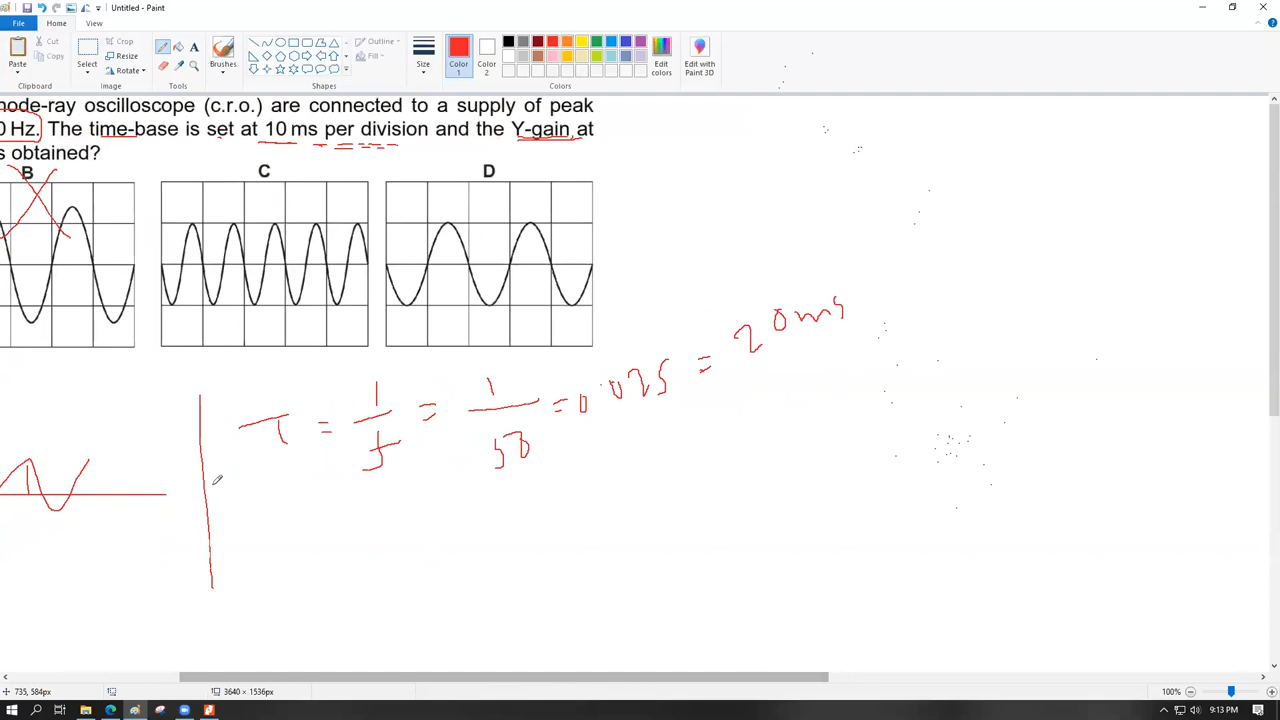 Untitled - Paint
File
Home
View
Paste
Cut
Copy
Clipboard
Select
Crop
Resize
Rotate
Image
A
Tools
Brushes
Shapes
Outline
Fill
Size
Color 1
Color 2
Edit colors
Edit with Paint 3D
Colors
node-ray oscilloscope (c.r.o.) are connected to a supply of peak
0 Hz. The time-base is set at 10 ms per division and the Y-gain at
s obtained?
B
C
D
T = 1/f = 1/50 = 0.02s = 20ms
735, 584px
3640 × 1536px
100%
9:13 PM